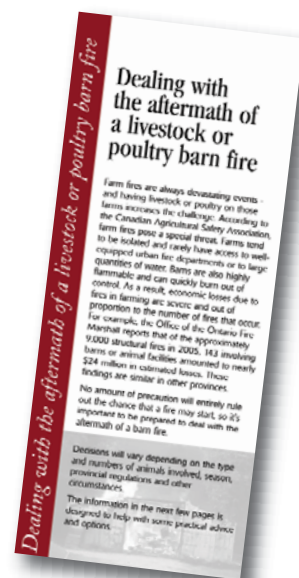 Dealing with the aftermath of a livestock or poultry barn fire
Dealing with
the aftermath of
a livestock or
poultry barn fire
Farm fires are always devastating events -
and having livestock or poultry on those
farms increases the challenge. According to
the Canadian Agricultural Safety Association,
farm fires pose a special threat. Farms tend
to be isolated and rarely have access to well-
equipped urban fire departments or to large
quantities of water. Barns are also highly
flammable and can quickly burn out of
control. As a result, economic losses due to
fires in farming are severe and out of
proportion to the number of fires that occur.
For example, the Office of the Ontario Fire
Marshall reports that of the approximately
9,000 structural fires in 2005, 143 involving
barns or animal facilities amounted to nearly
$24 million in estimated losses. These
findings are similar in other provinces.
No amount of precaution will entirely rule
out the chance that a fire may start, so it's
important to be prepared to deal with the
aftermath of a barn fire.
Decisions will vary depending on the type
and numbers of animals involved, season,
provincial regulations and other
circumstances.
The information in the next few pages is
designed to help with some practical advice
and options.